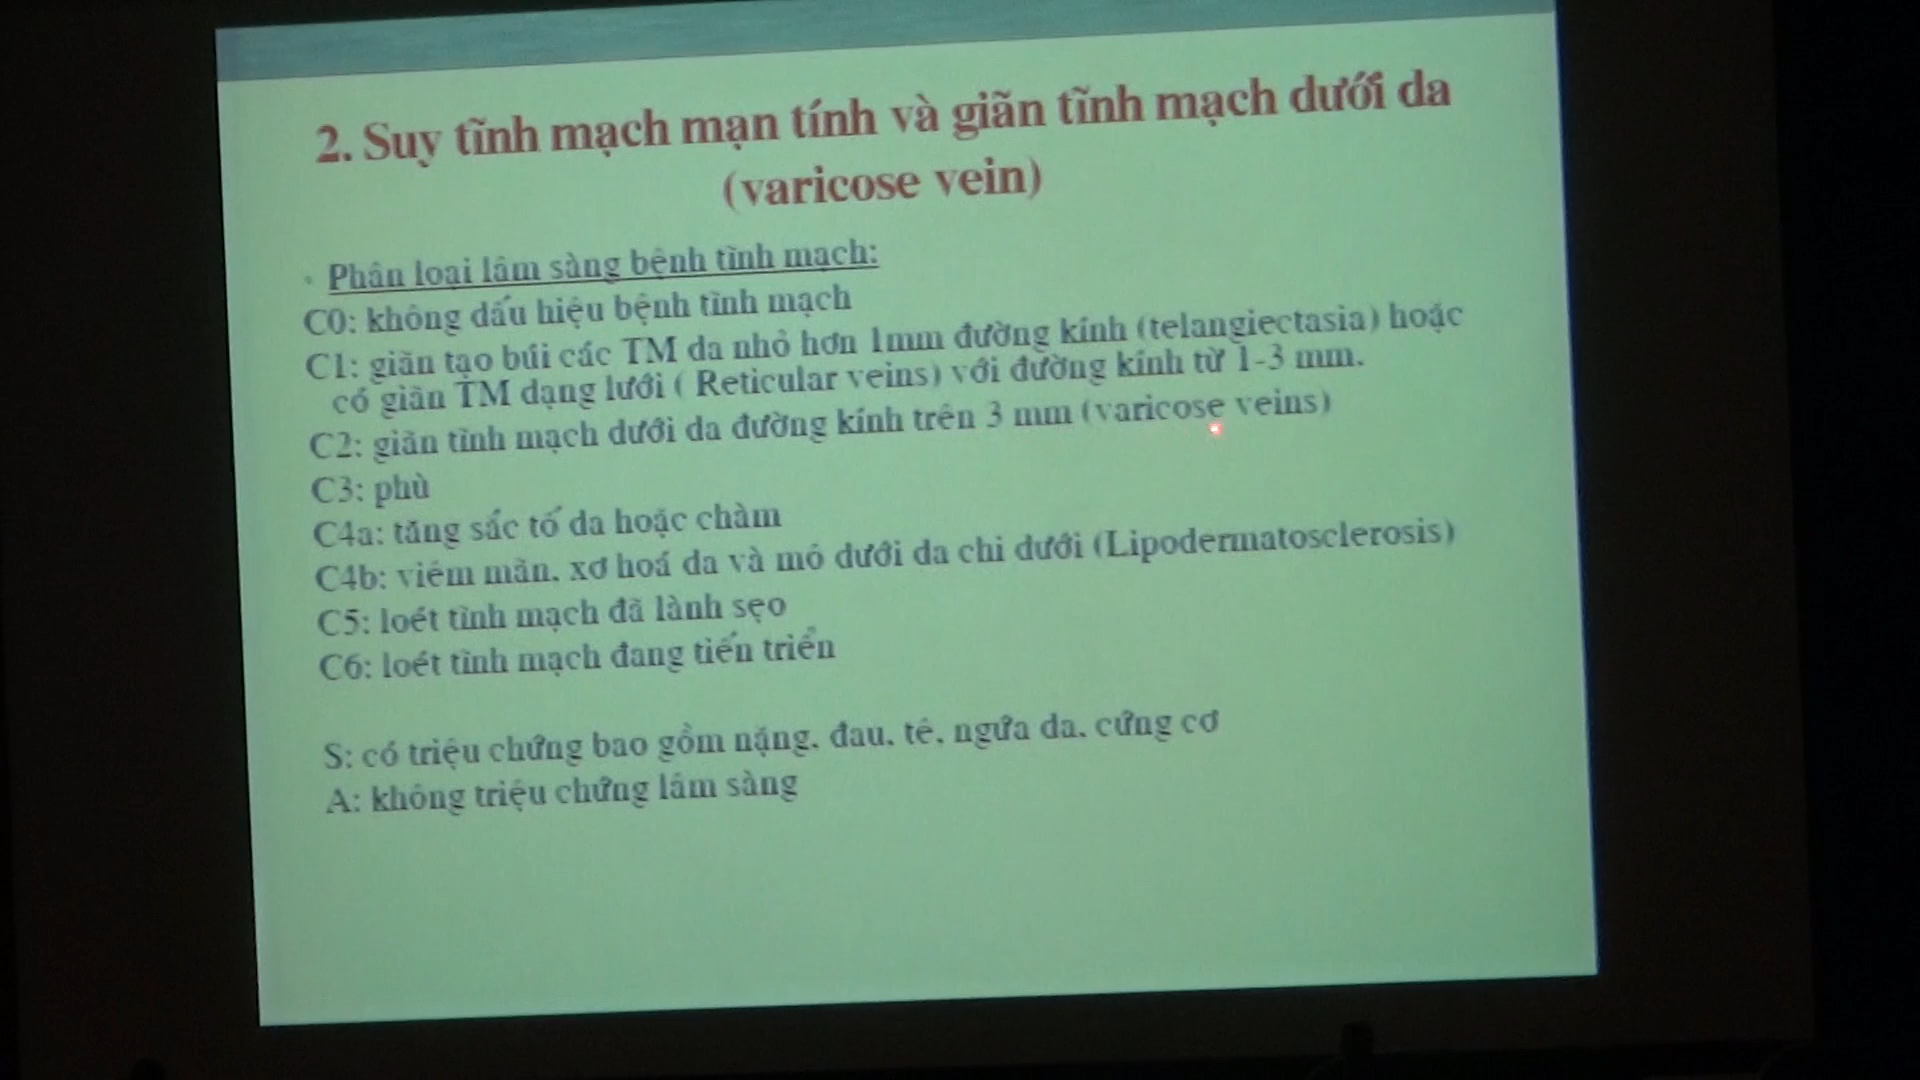 2. Suy tĩnh mạch mạn tính và giãn tĩnh mạch dưới da
(varicose vein)
• Phân loại lâm sàng bệnh tĩnh mạch:
C0: không dấu hiệu bệnh tĩnh mạch
C1: giãn tạo búi các TM da nhỏ hơn 1mm đường kính (telangiectasia) hoặc
có giãn TM dạng lưới ( Reticular veins) với đường kính từ 1-3 mm.
C2: giãn tĩnh mạch dưới da đường kính trên 3 mm (varicose veins)
C3: phù
C4a: tăng sắc tố da hoặc chàm
C4b: viêm mãn, xơ hoá da và mô dưới da chi dưới (Lipodermatosclerosis)
C5: loét tĩnh mạch đã lành sẹo
C6: loét tĩnh mạch đang tiến triển
S: có triệu chứng bao gồm nặng, đau, tê, ngứa da, cứng cơ
A: không triệu chứng lâm sàng